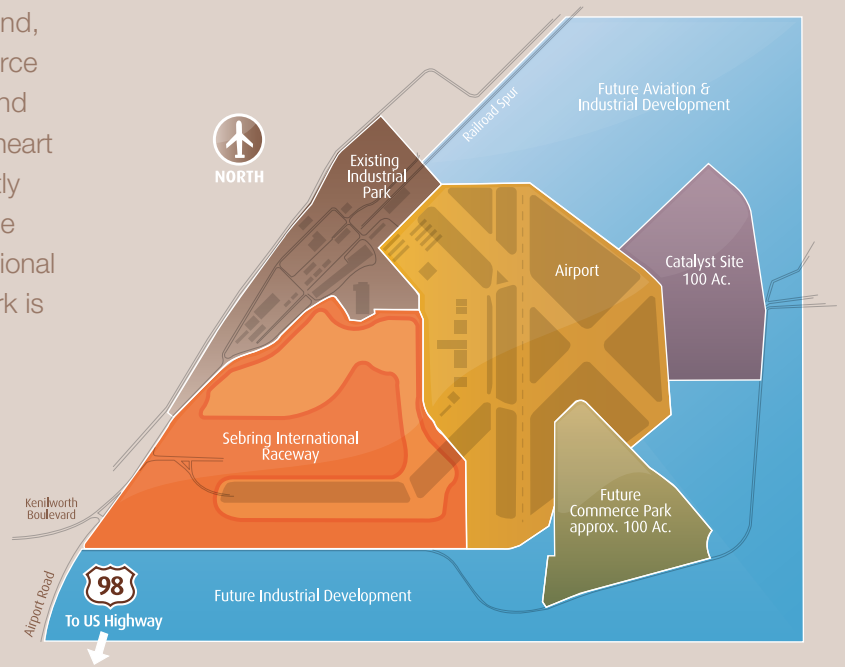 nd,
rce
nd
heart
tly
e
tional
rk is
NORTH
Existing
Industrial
Park
Railroad Spur
Future Aviation &
Industrial Development
Airport
Catalyst Site
100 Ac.
Sebring International
Raceway
Future
Commerce Park
approx. 100 Ac.
Kenilworth
Boulevard
Airport Road
98
To US Highway
Future Industrial Development